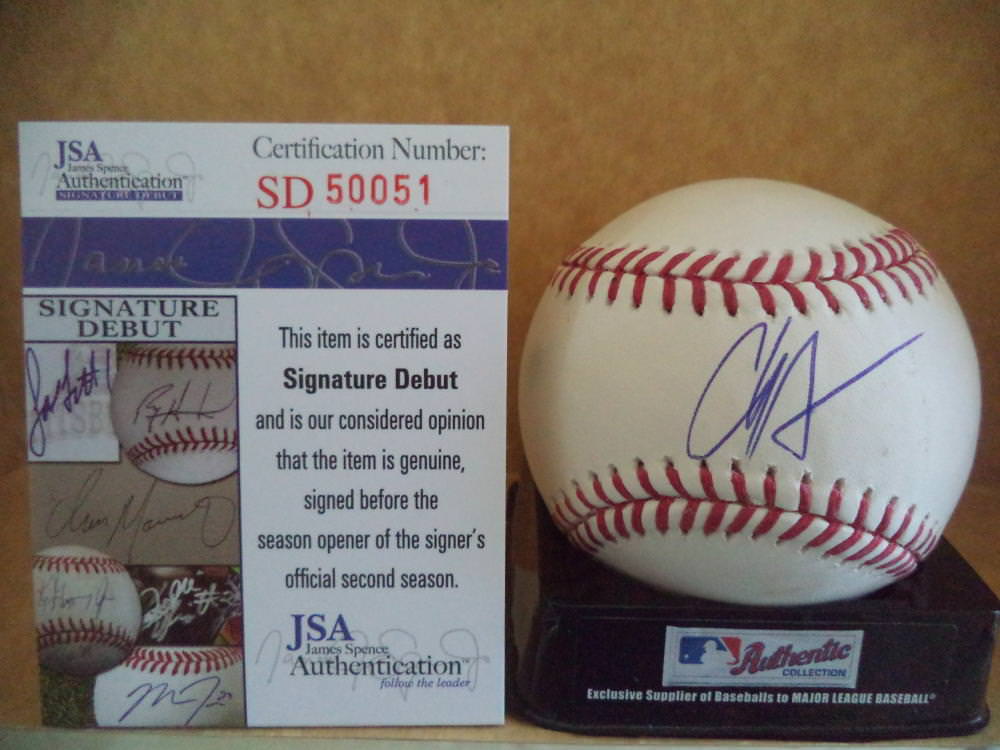 JSA
James Spence
Authentication™
SIGNATURE DEBUT
Certification Number:
SD 50051
SIGNATURE
DEBUT
This item is certified as
Signature Debut
and is our considered opinion
that the item is genuine,
signed before the
season opener of the signer's
official second season.
JSA
James Spence
Authentication™
follow the leader
Authentic
COLLECTION
Exclusive Supplier of Baseballs to MAJOR LEAGUE BASEBALL®